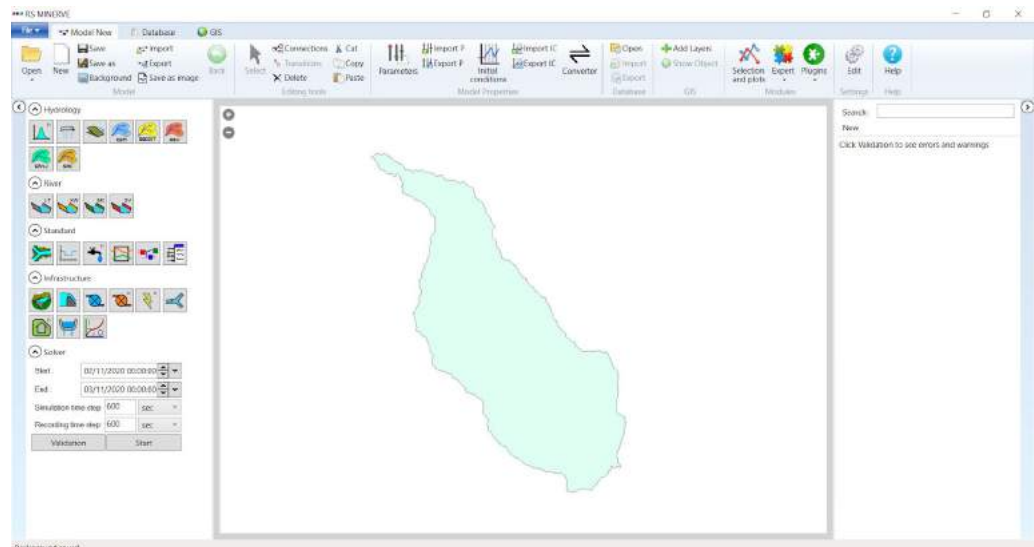 RS MINERVE
File Model New Database GIS
Open New Save Save as Background Import Export Save as image Back
Select Connections Transitions Delete Cut Copy Paste
Parameters Import P Export P Initial conditions Import IC Export IC Converter
Open Import Export
Add Layers Show Object
Selection and plots Expert Plugins Edit Help
Model Editing tools Model Properties Database GIS Modules Settings Help
Hydrology
River
Standard
Infrastructure
Solver
Start 02/11/2020 00:00:00
End 03/11/2020 00:00:00
Simulation time step 600 sec
Recording time step 600 sec
Validation Start
Search:
New
Click Validation to see errors and warnings